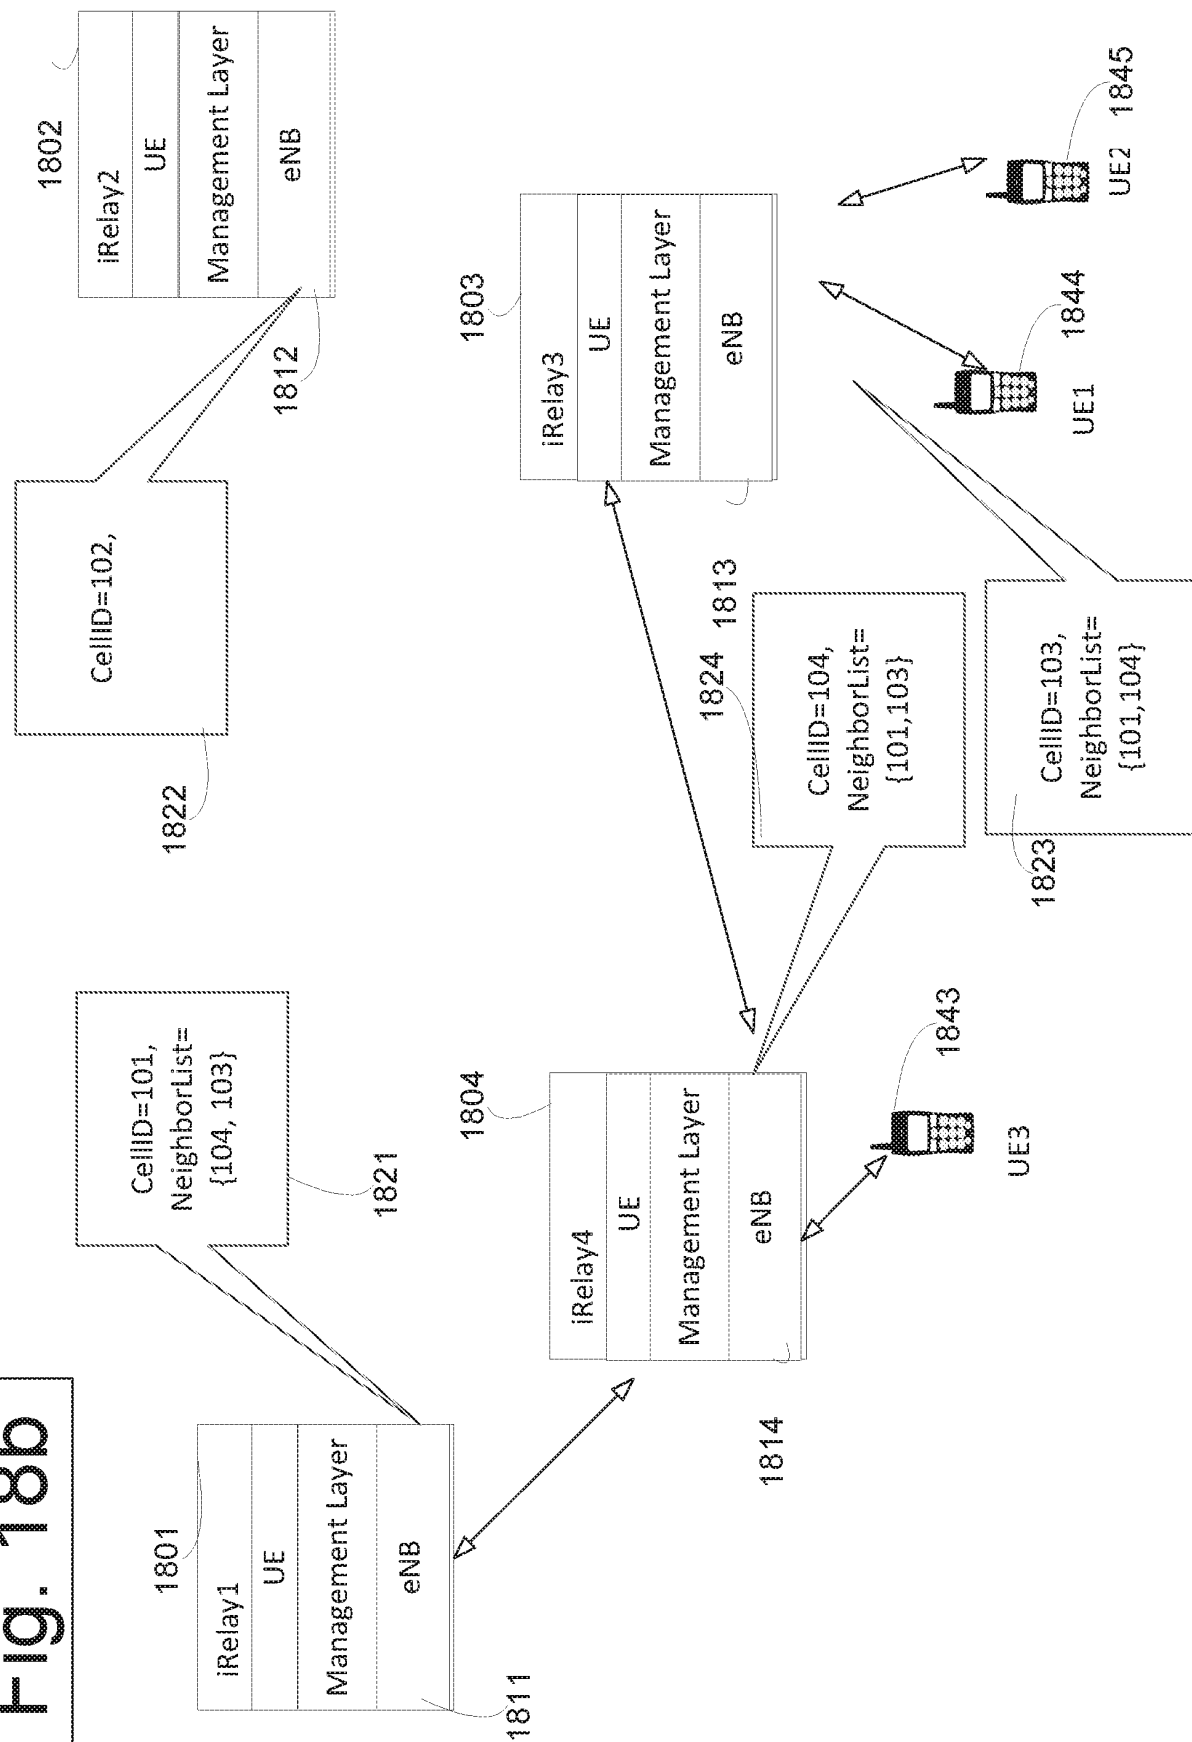 Fig. 18b
1801
iRelay1
UE
Management Layer
eNB
1811
CellID=101,
NeighborList=
{104, 103}
1821
1822
CellID=102,
1802
iRelay2
UE
Management Layer
eNB
1812
1804
iRelay4
UE
Management Layer
eNB
1814
1843
UE3
1803
iRelay3
UE
Management Layer
eNB
1813
1824
CellID=104,
NeighborList=
{101,103}
1823
CellID=103,
NeighborList=
{101,104}
1844
UE1
1845
UE2